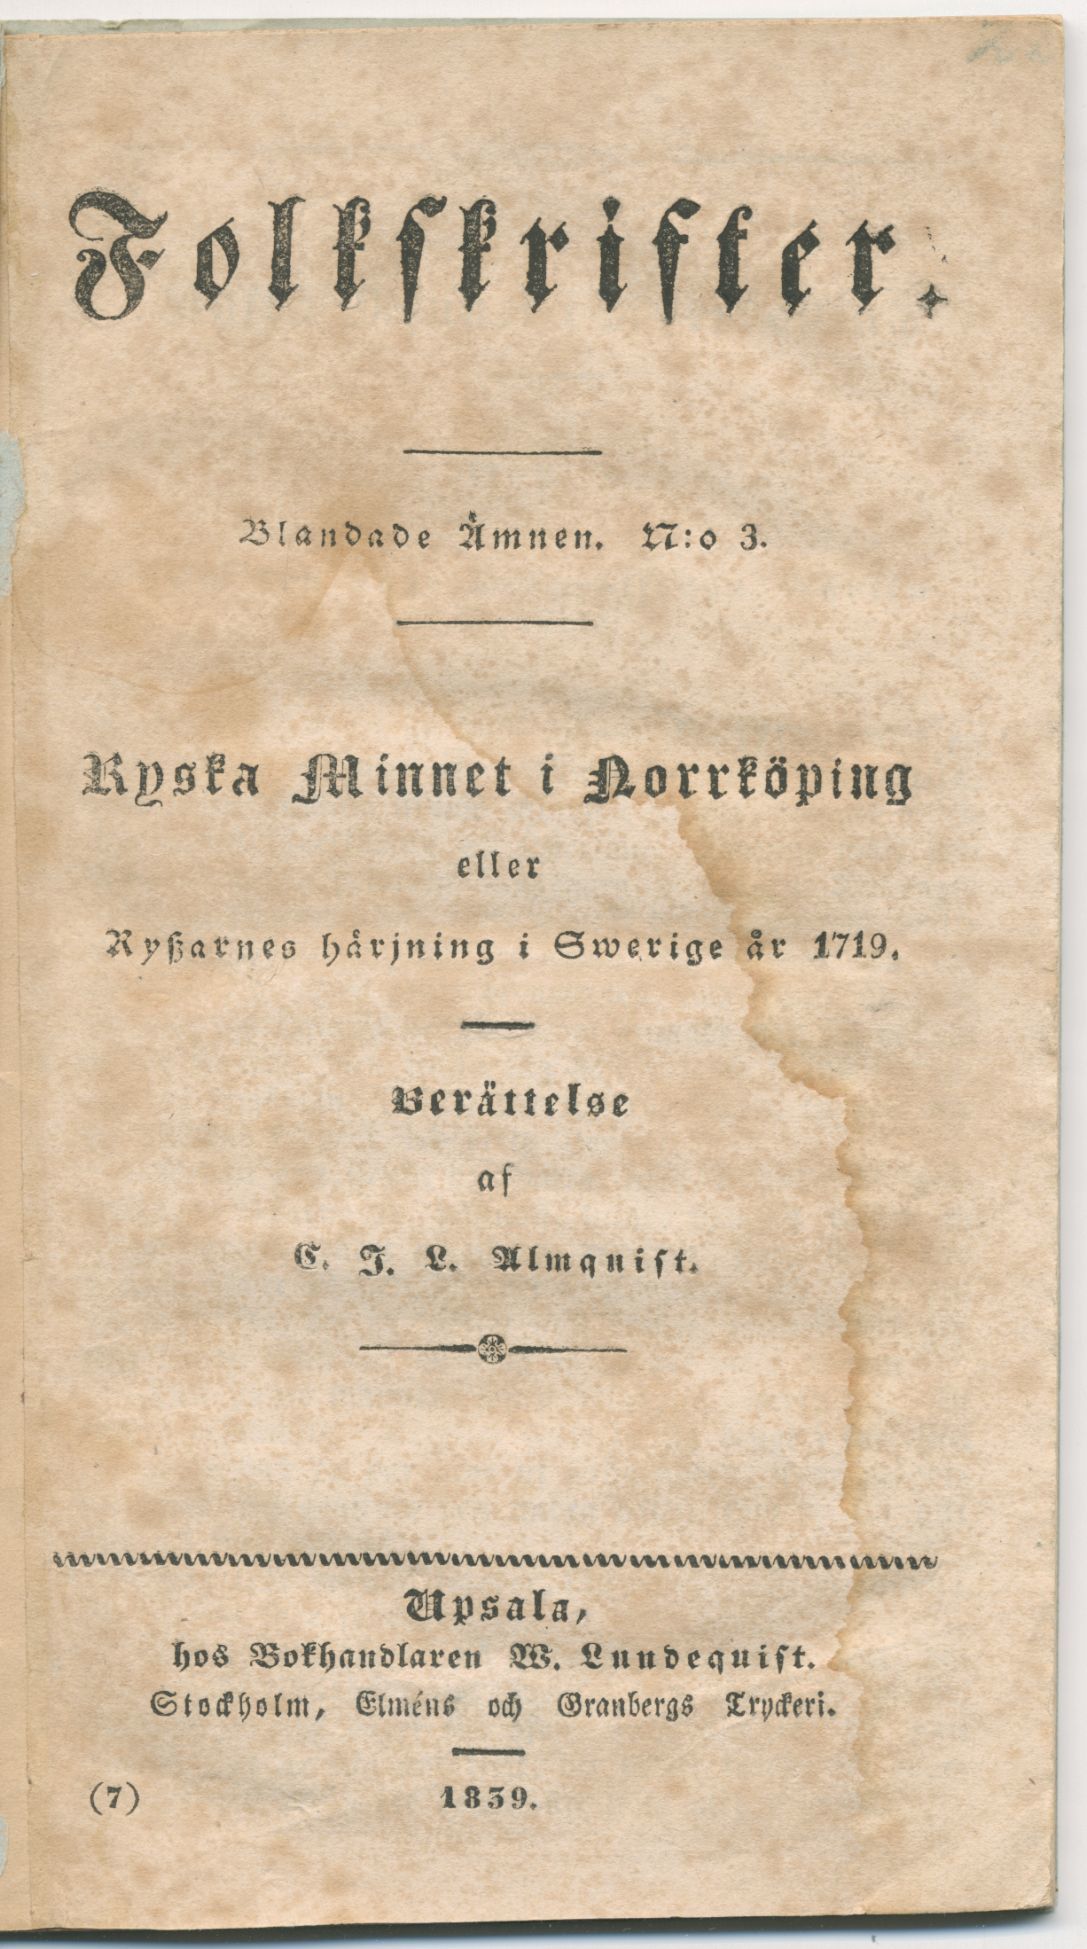 Folkskrifter.
Blandade Ämnen. N:o 3.
Ryska Minnet i Norrköping
eller
Ryßarnes härjning i Swerige år 1719.
Berättelse
af
C. J. L. Almquist.
Upsala,
hos Bokhandlaren W. Lundequist.
Stockholm, Elméns och Granbergs Tryckeri.
(7) 1839.